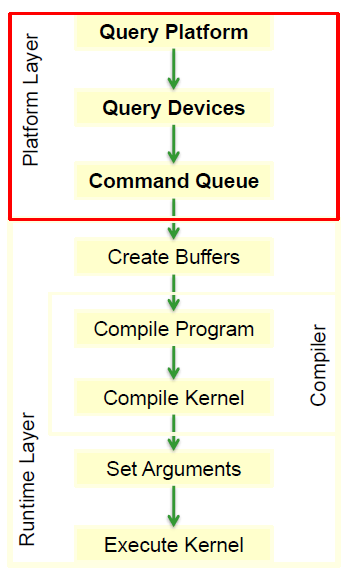 Platform Layer
Query Platform
Query Devices
Command Queue
Create Buffers
Compile Program
Compile Kernel
Compiler
Runtime Layer
Set Arguments
Execute Kernel